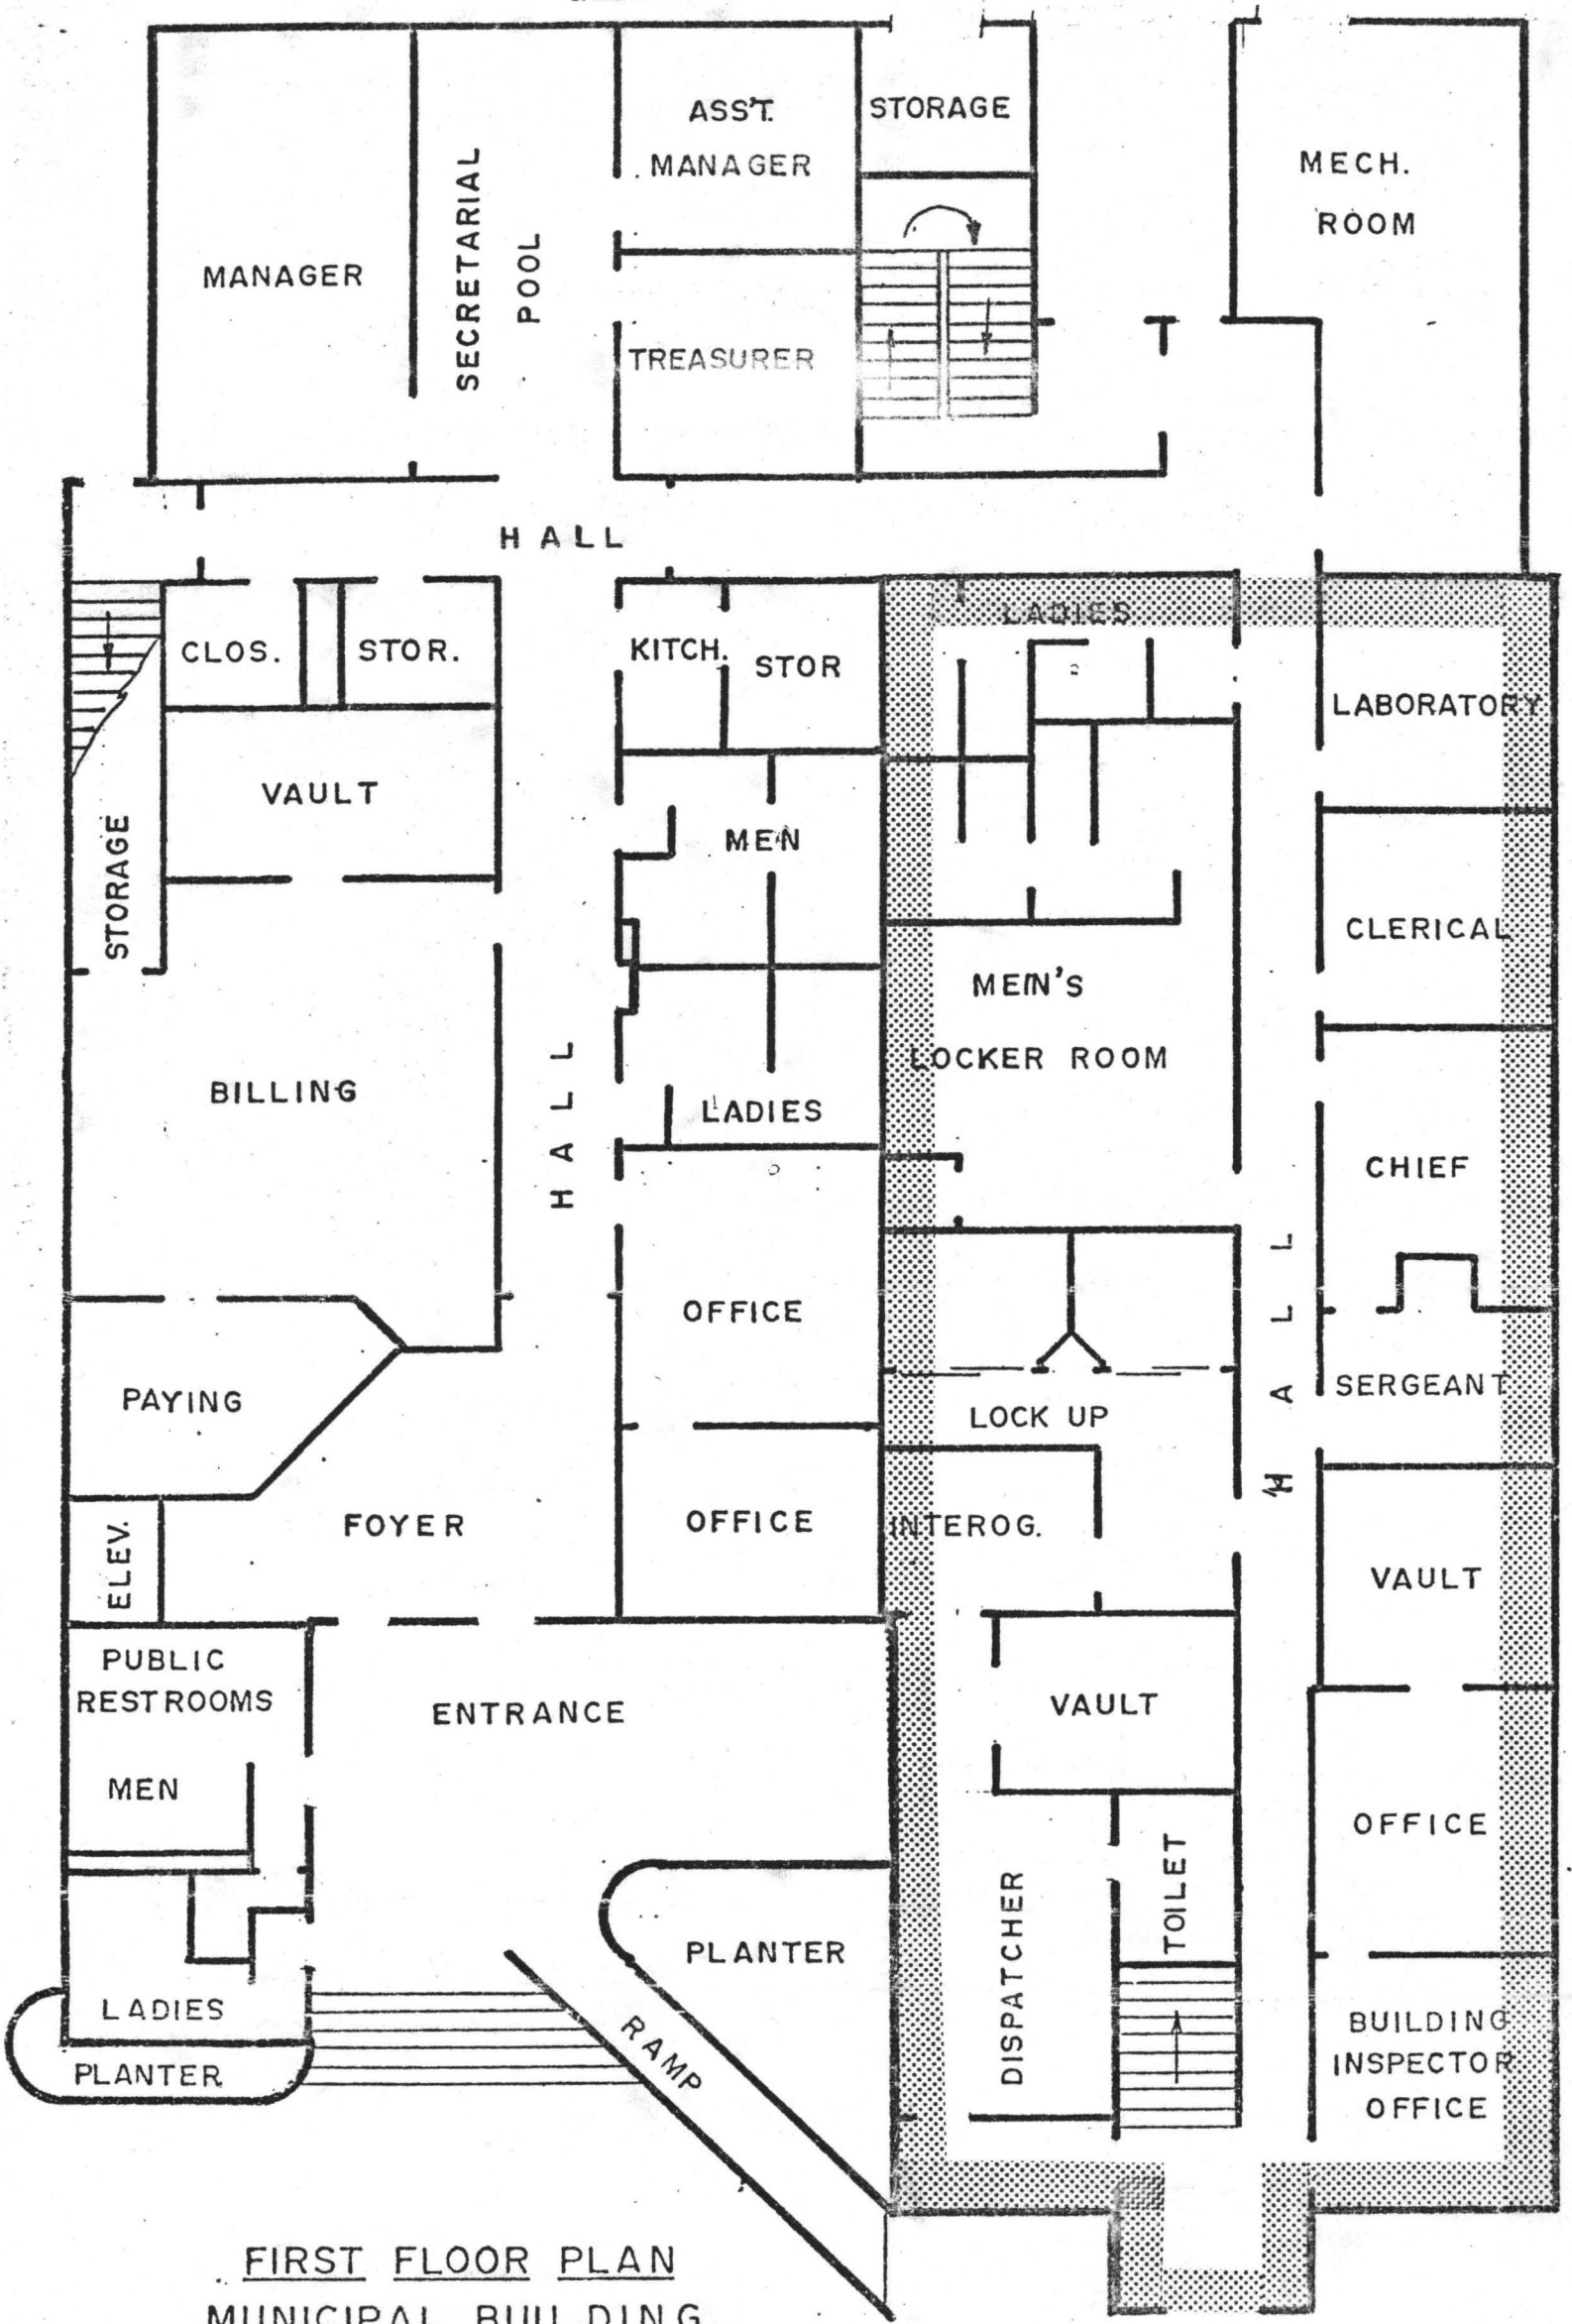 ASS'T.
MANAGER
STORAGE
MECH.
ROOM
MANAGER
SECRETARIAL
POOL
TREASURER
HALL
LADIES
CLOS.
STOR.
KITCH.
STOR
LABORATORY
VAULT
STORAGE
MEN
CLERICAL
MEN'S
LOCKER ROOM
BILLING
HALL
LADIES
CHIEF
OFFICE
HALL
PAYING
LOCK UP
SERGEANT
ELEV.
FOYER
OFFICE
INTEROG.
VAULT
PUBLIC
RESTROOMS
MEN
ENTRANCE
VAULT
OFFICE
TOILET
DISPATCHER
PLANTER
LADIES
PLANTER
RAMP
BUILDING
INSPECTOR
OFFICE
FIRST FLOOR PLAN
MUNICIPAL BUILDING